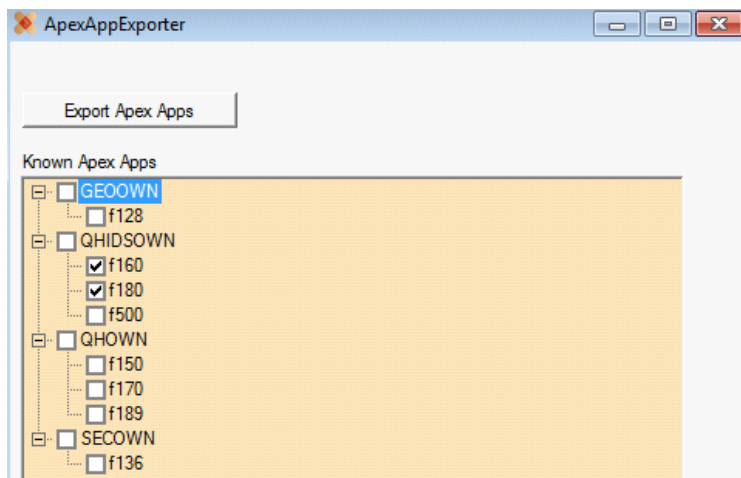 ApexAppExporter
Export Apex Apps
Known Apex Apps
GEOOWN
f128
QHIDSOWN
f160
f180
f500
QHOWN
f150
f170
f189
SECOWN
f136